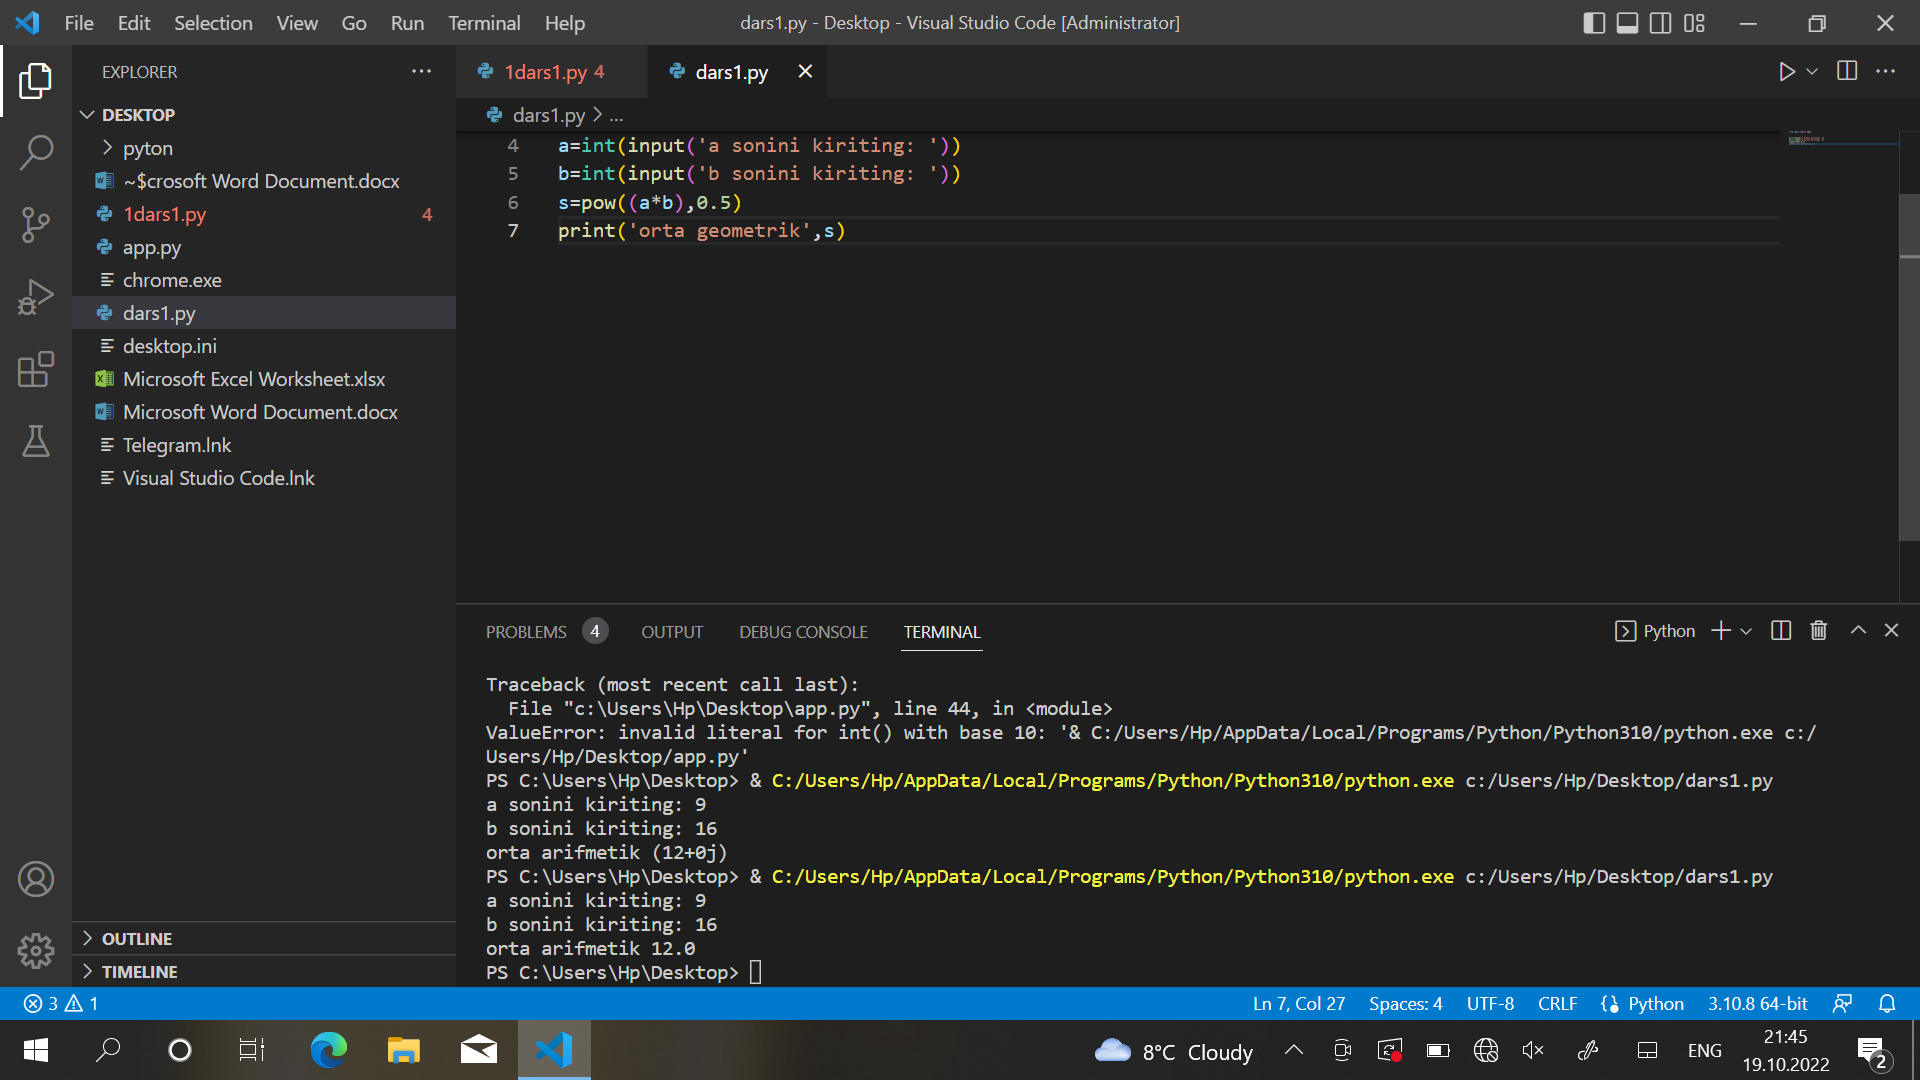 File Edit Selection View Go Run Terminal Help
dars1.py - Desktop - Visual Studio Code [Administrator]
EXPLORER
DESKTOP
pyton
~$crosoft Word Document.docx
1dars1.py 4
app.py
chrome.exe
dars1.py
desktop.ini
Microsoft Excel Worksheet.xlsx
Microsoft Word Document.docx
Telegram.lnk
Visual Studio Code.lnk
OUTLINE
TIMELINE
1dars1.py 4
dars1.py
dars1.py > ...
4 a=int(input('a sonini kiriting: '))
5 b=int(input('b sonini kiriting: '))
6 s=pow((a*b),0.5)
7 print('orta geometrik',s)
PROBLEMS 4 OUTPUT DEBUG CONSOLE TERMINAL
Python
Traceback (most recent call last):
File "c:\Users\Hp\Desktop\app.py", line 44, in <module>
ValueError: invalid literal for int() with base 10: '& C:/Users/Hp/AppData/Local/Programs/Python/Python310/python.exe c:/
Users/Hp/Desktop/app.py'
PS C:\Users\Hp\Desktop> & C:/Users/Hp/AppData/Local/Programs/Python/Python310/python.exe c:/Users/Hp/Desktop/dars1.py
a sonini kiriting: 9
b sonini kiriting: 16
orta arifmetik (12+0j)
PS C:\Users\Hp\Desktop> & C:/Users/Hp/AppData/Local/Programs/Python/Python310/python.exe c:/Users/Hp/Desktop/dars1.py
a sonini kiriting: 9
b sonini kiriting: 16
orta arifmetik 12.0
PS C:\Users\Hp\Desktop>
3 1
Ln 7, Col 27 Spaces: 4 UTF-8 CRLF Python 3.10.8 64-bit
8°C Cloudy
ENG
21:45
19.10.2022
2